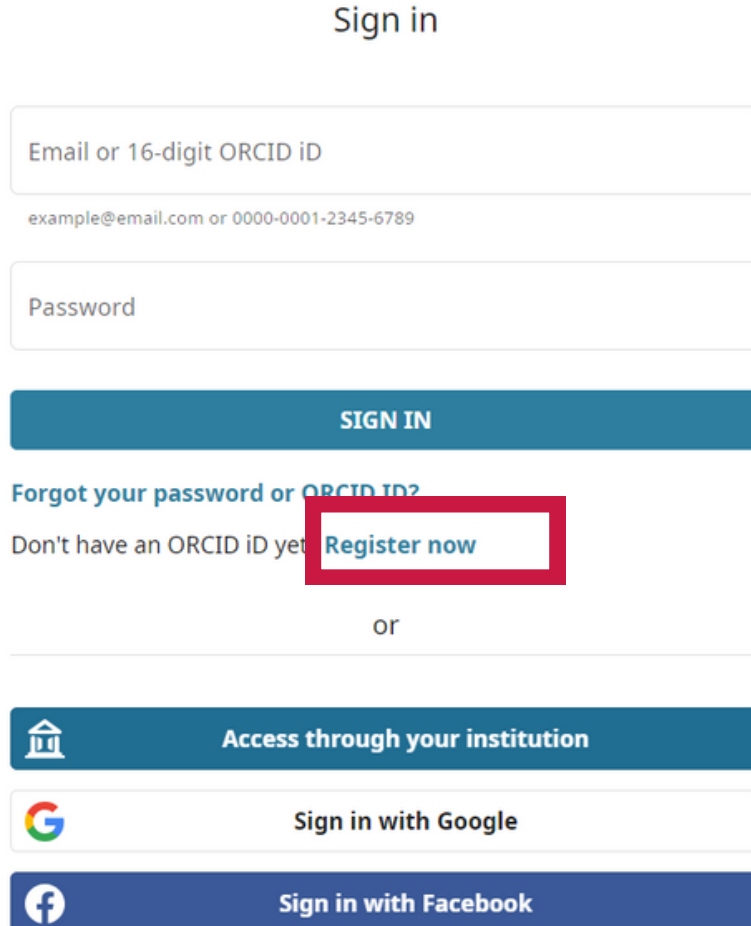 Sign in
Email or 16-digit ORCID iD
example@email.com or 0000-0001-2345-6789
Password
SIGN IN
Forgot your password or ORCID ID?
Don't have an ORCID iD yet Register now
or
Access through your institution
Sign in with Google
Sign in with Facebook